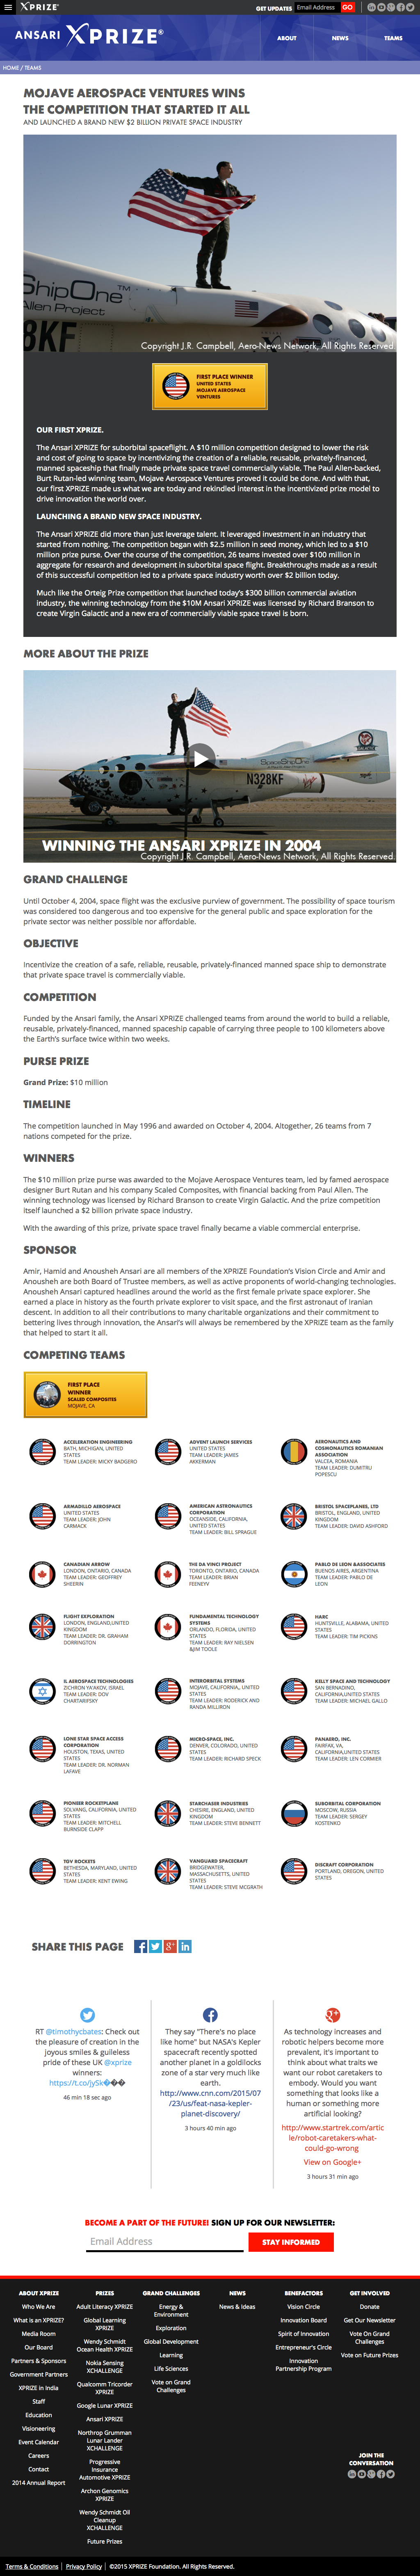 XPRIZE®
GET UPDATES
Email Address
GO
ANSARI XPRIZE®
ABOUT
NEWS
TEAMS
HOME / TEAMS
MOJAVE AEROSPACE VENTURES WINS
THE COMPETITION THAT STARTED IT ALL
AND LAUNCHED A BRAND NEW $2 BILLION PRIVATE SPACE INDUSTRY
ShipOne
Allen Project
8KF
Copyright J.R. Campbell, Aero-News Network, All Rights Reserved
FIRST PLACE WINNER
UNITED STATES
MOJAVE AEROSPACE
VENTURES
OUR FIRST XPRIZE.
The Ansari XPRIZE for suborbital spaceflight. A $10 million competition designed to lower the risk
and cost of going to space by incentivizing the creation of a reliable, reusable, privately-financed,
manned spaceship that finally made private space travel commercially viable. The Paul Allen-backed,
Burt Rutan-led winning team, Mojave Aerospace Ventures proved it could be done. And with that,
our first XPRIZE made us what we are today and rekindled interest in the incentivized prize model to
drive innovation the world over.
LAUNCHING A BRAND NEW SPACE INDUSTRY.
The Ansari XPRIZE did more than just leverage talent. It leveraged investment in an industry that
started from nothing. The competition began with $2.5 million in seed money, which led to a $10
million prize purse. Over the course of the competition, 26 teams invested over $100 million in
aggregate for research and development in suborbital space flight. Breakthroughs made as a result
of this successful competition led to a private space industry worth over $2 billion today.
Much like the Orteig Prize competition that launched today's $300 billion commercial aviation
industry, the winning technology from the $10M Ansari XPRIZE was licensed by Richard Branson to
create Virgin Galactic and a new era of commercially viable space travel is born.
MORE ABOUT THE PRIZE
SpaceShipOne
N328KF
WINNING THE ANSARI XPRIZE IN 2004
Copyright J.R. Campbell, Aero-News Network, All Rights Reserved
GRAND CHALLENGE
Until October 4, 2004, space flight was the exclusive purview of government. The possibility of space tourism
was considered too dangerous and too expensive for the general public and space exploration for the
private sector was neither possible nor affordable.
OBJECTIVE
Incentivize the creation of a safe, reliable, reusable, privately-financed manned space ship to demonstrate
that private space travel is commercially viable.
COMPETITION
Funded by the Ansari family, the Ansari XPRIZE challenged teams from around the world to build a reliable,
reusable, privately-financed, manned spaceship capable of carrying three people to 100 kilometers above
the Earth's surface twice within two weeks.
PURSE PRIZE
Grand Prize: $10 million
TIMELINE
The competition launched in May 1996 and awarded on October 4, 2004. Altogether, 26 teams from 7
nations competed for the prize.
WINNERS
The $10 million prize purse was awarded to the Mojave Aerospace Ventures team, led by famed aerospace
designer Burt Rutan and his company Scaled Composites, with financial backing from Paul Allen. The
winning technology was licensed by Richard Branson to create Virgin Galactic. And the prize competition
itself launched a $2 billion private space industry.
With the awarding of this prize, private space travel finally became a viable commercial enterprise.
SPONSOR
Amir, Hamid and Anousheh Ansari are all members of the XPRIZE Foundation's Vision Circle and Amir and
Anousheh are both Board of Trustee members, as well as active proponents of world-changing technologies.
Anousheh Ansari captured headlines around the world as the first female private space explorer. She
earned a place in history as the fourth private explorer to visit space, and the first astronaut of Iranian
descent. In addition to all of their contributions to many charitable organizations and their commitment to
bettering lives through innovation, the Ansari's will always be remembered by the XPRIZE team as the family
that helped to start it all.
COMPETING TEAMS
FIRST PLACE
WINNER
SCALED COMPOSITES
MOJAVE, CA
ACCELERATION ENGINEERING
BATH, MICHIGAN, UNITED
STATES
TEAM LEADER: MICKY BADGERO
ADVENT LAUNCH SERVICES
UNITED STATES
TEAM LEADER: JAMES
AKKERMAN
AERONAUTICS AND
COSMONAUTICS ROMANIAN
ASSOCIATION
VALCEA, ROMANIA
TEAM LEADER: DUMITRU
POPESCU
ARMADILLO AEROSPACE
UNITED STATES
TEAM LEADER: JOHN
CARMACK
AMERICAN ASTRONAUTICS
CORPORATION
OCEANSIDE, CALIFORNIA,
UNITED STATES
TEAM LEADER: BILL SPRAGUE
BRISTOL SPACEPLANES, LTD
BRISTOL, ENGLAND, UNITED
KINGDOM
TEAM LEADER: DAVID ASHFORD
CANADIAN ARROW
LONDON, ONTARIO, CANADA
TEAM LEADER: GEOFFREY
SHEERIN
THE DA VINCI PROJECT
TORONTO, ONTARIO, CANADA
TEAM LEADER: BRIAN
FEENEYV
PABLO DE LEON &ASSOCIATES
BUENOS AIRES, ARGENTINA
TEAM LEADER: PABLO DE
LEON
FLIGHT EXPLORATION
LONDON, ENGLAND,UNITED
KINGDOM
TEAM LEADER: DR. GRAHAM
DORRINGTON
FUNDAMENTAL TECHNOLOGY
SYSTEMS
ORLANDO, FLORIDA, UNITED
STATES
TEAM LEADER: RAY NIELSEN
&JIM TOOLE
HARC
HUNTSVILLE, ALABAMA, UNITED
STATES
TEAM LEADER: TIM PICKINS
IL AEROSPACE TECHNOLOGIES
ZICHRON YA'AKOV, ISRAEL
TEAM LEADER: DOV
CHARTARIFSKY
INTERORBITAL SYSTEMS
MOJAVE, CALIFORNIA,, UNITED
STATES
TEAM LEADER: RODERICK AND
RANDA MILLIRON
KELLY SPACE AND TECHNOLOGY
SAN BERNADINO,
CALIFORNIA,UNITED STATES
TEAM LEADER: MICHAEL GALLO
LONE STAR SPACE ACCESS
CORPORATION
HOUSTON, TEXAS, UNITED
STATES
TEAM LEADER: DR. NORMAN
LAFAVE
MICRO-SPACE, INC.
DENVER, COLORADO, UNITED
STATES
TEAM LEADER: RICHARD SPECK
PANAERO, INC.
FAIRFAX, VA,
CALIFORNIA,UNITED STATES
TEAM LEADER: LEN CORMIER
PIONEER ROCKETPLANE
SOLVANG, CALIFORNIA, UNITED
STATES
TEAM LEADER: MITCHELL
BURNSIDE CLAPP
STARCHASER INDUSTRIES
CHESIRE, ENGLAND, UNITED
KINGDOM
TEAM LEADER: STEVE BENNETT
SUBORBITAL CORPORATION
MOSCOW, RUSSIA
TEAM LEADER: SERGEY
KOSTENKO
TGV ROCKETS
BETHESDA, MARYLAND, UNITED
STATES
TEAM LEADER: KENT EWING
VANGUARD SPACECRAFT
BRIDGEWATER,
MASSACHUSETTS, UNITED
STATES
TEAM LEADER: STEVE MCGRATH
DISCRAFT CORPORATION
PORTLAND, OREGON, UNITED
STATES
SHARE THIS PAGE
RT @timothycbates: Check out
the pleasure of creation in the
joyous smiles & guileless
pride of these UK @xprize
winners:
https://t.co/jySk���
46 min 18 sec ago
They say "There's no place
like home" but NASA's Kepler
spacecraft recently spotted
another planet in a goldilocks
zone of a star very much like
earth.
http://www.cnn.com/2015/07
/23/us/feat-nasa-kepler-
planet-discovery/
3 hours 40 min ago
As technology increases and
robotic helpers become more
prevalent, it's important to
think about what traits we
want our robot caretakers to
embody. Would you want
something that looks like a
human or something more
artificial looking?
http://www.startrek.com/artic
le/robot-caretakers-what-
could-go-wrong
View on Google+
3 hours 31 min ago
BECOME A PART OF THE FUTURE! SIGN UP FOR OUR NEWSLETTER:
Email Address
STAY INFORMED
ABOUT XPRIZE
Who We Are
What is an XPRIZE?
Media Room
Our Board
Partners & Sponsors
Government Partners
XPRIZE in India
Staff
Education
Visioneering
Event Calendar
Careers
Contact
2014 Annual Report
PRIZES
Adult Literacy XPRIZE
Global Learning
XPRIZE
Wendy Schmidt
Ocean Health XPRIZE
Nokia Sensing
XCHALLENGE
Qualcomm Tricorder
XPRIZE
Google Lunar XPRIZE
Ansari XPRIZE
Northrop Grumman
Lunar Lander
XCHALLENGE
Progressive
Insurance
Automotive XPRIZE
Archon Genomics
XPRIZE
Wendy Schmidt Oil
Cleanup
XCHALLENGE
Future Prizes
GRAND CHALLENGES
Energy &
Environment
Exploration
Global Development
Learning
Life Sciences
Vote on Grand
Challenges
NEWS
News & Ideas
BENEFACTORS
Vision Circle
Innovation Board
Spirit of Innovation
Entrepreneur's Circle
Innovation
Partnership Program
GET INVOLVED
Donate
Get Our Newsletter
Vote On Grand
Challenges
Vote on Future Prizes
JOIN THE
CONVERSATION
Terms & Conditions | Privacy Policy | ©2015 XPRIZE Foundation. All Rights Reserved.